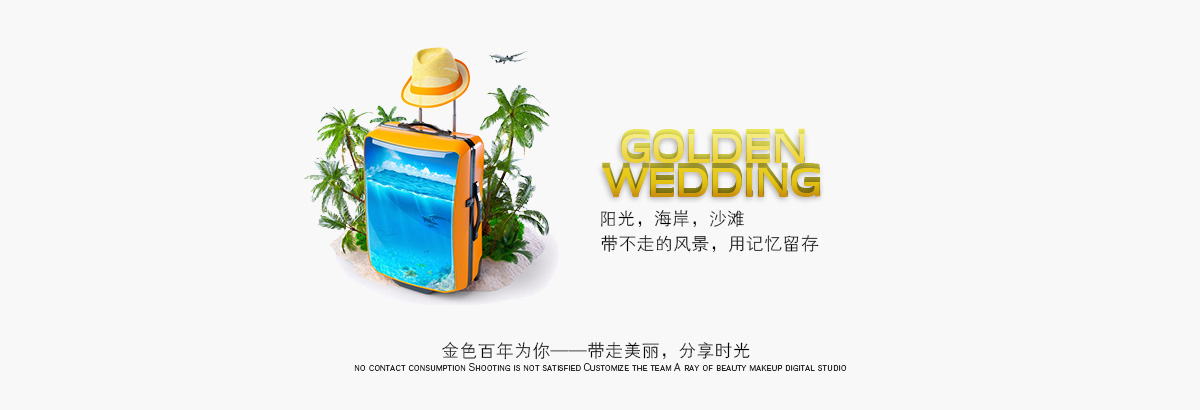 GOLDEN
WEDDING
阳光，海岸，沙滩
带不走的风景，用记忆留存
金色百年为你——带走美丽，分享时光
NO CONTACT CONSUMPTION SHOOTING IS NOT SATISFIED CUSTOMIZE THE TEAM A RAY OF BEAUTY MAKEUP DIGITAL STUDIO